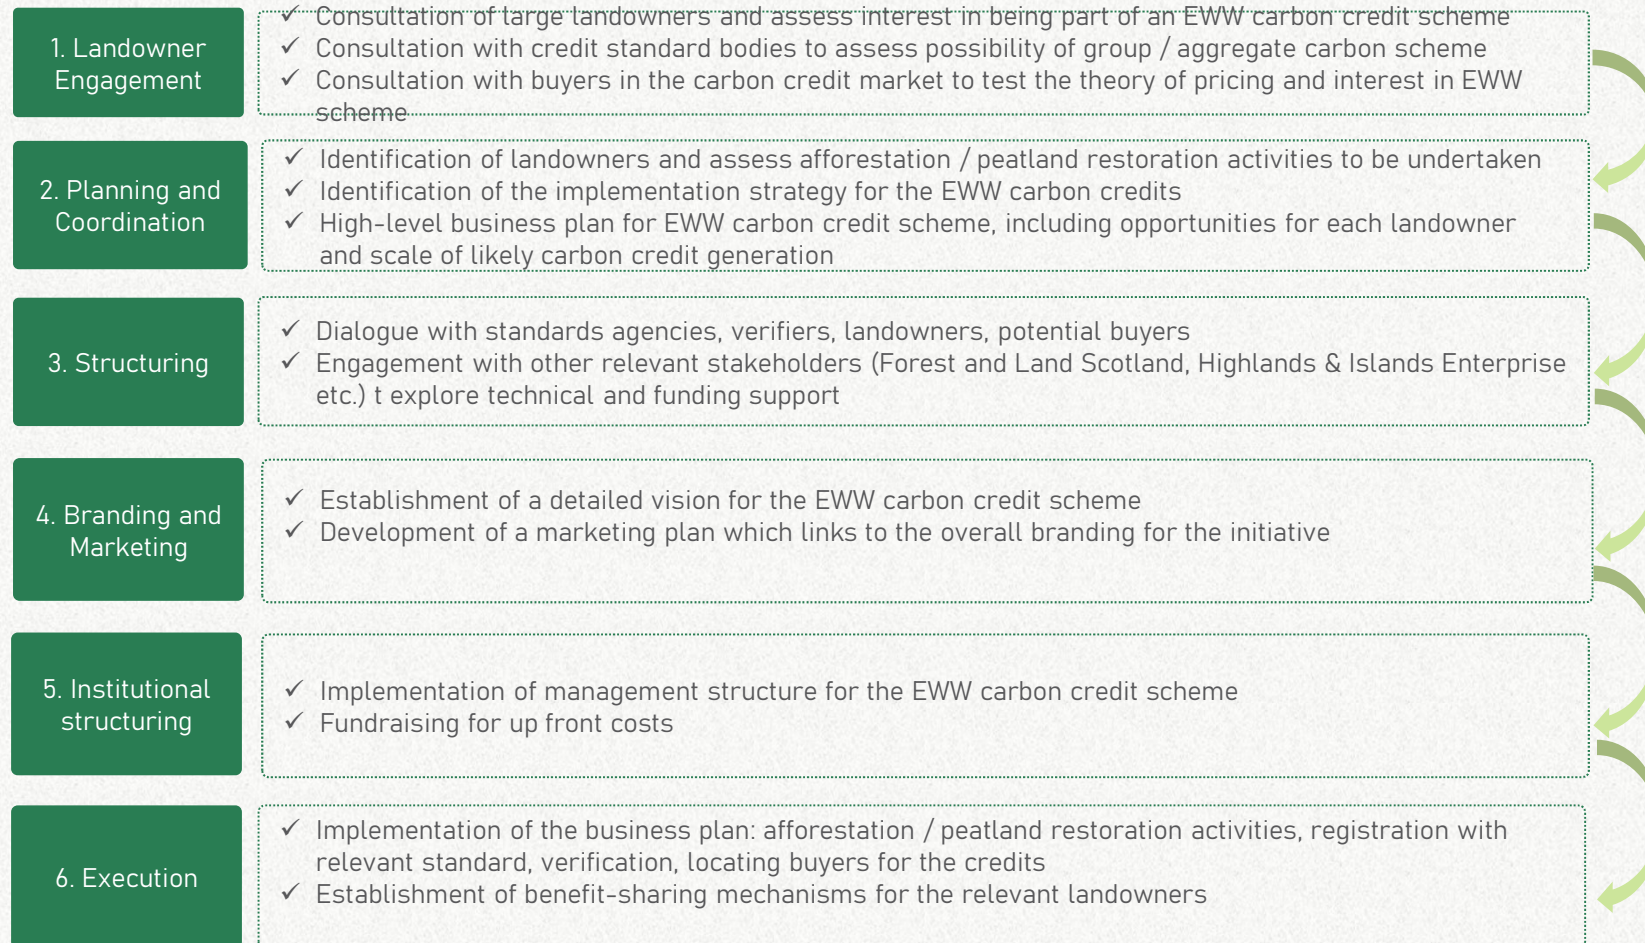 1. Landowner
Engagement
✓ Consultation of large landowners and assess interest in being part of an EWW carbon credit scheme
✓ Consultation with credit standard bodies to assess possibility of group / aggregate carbon scheme
✓ Consultation with buyers in the carbon credit market to test the theory of pricing and interest in EWW
scheme
2. Planning and
Coordination
✓ Identification of landowners and assess afforestation / peatland restoration activities to be undertaken
✓ Identification of the implementation strategy for the EWW carbon credits
✓ High-level business plan for EWW carbon credit scheme, including opportunities for each landowner
and scale of likely carbon credit generation
3. Structuring
✓ Dialogue with standards agencies, verifiers, landowners, potential buyers
✓ Engagement with other relevant stakeholders (Forest and Land Scotland, Highlands & Islands Enterprise
etc.) t explore technical and funding support
4. Branding and
Marketing
✓ Establishment of a detailed vision for the EWW carbon credit scheme
✓ Development of a marketing plan which links to the overall branding for the initiative
5. Institutional
structuring
✓ Implementation of management structure for the EWW carbon credit scheme
✓ Fundraising for up front costs
6. Execution
✓ Implementation of the business plan: afforestation / peatland restoration activities, registration with
relevant standard, verification, locating buyers for the credits
✓ Establishment of benefit-sharing mechanisms for the relevant landowners